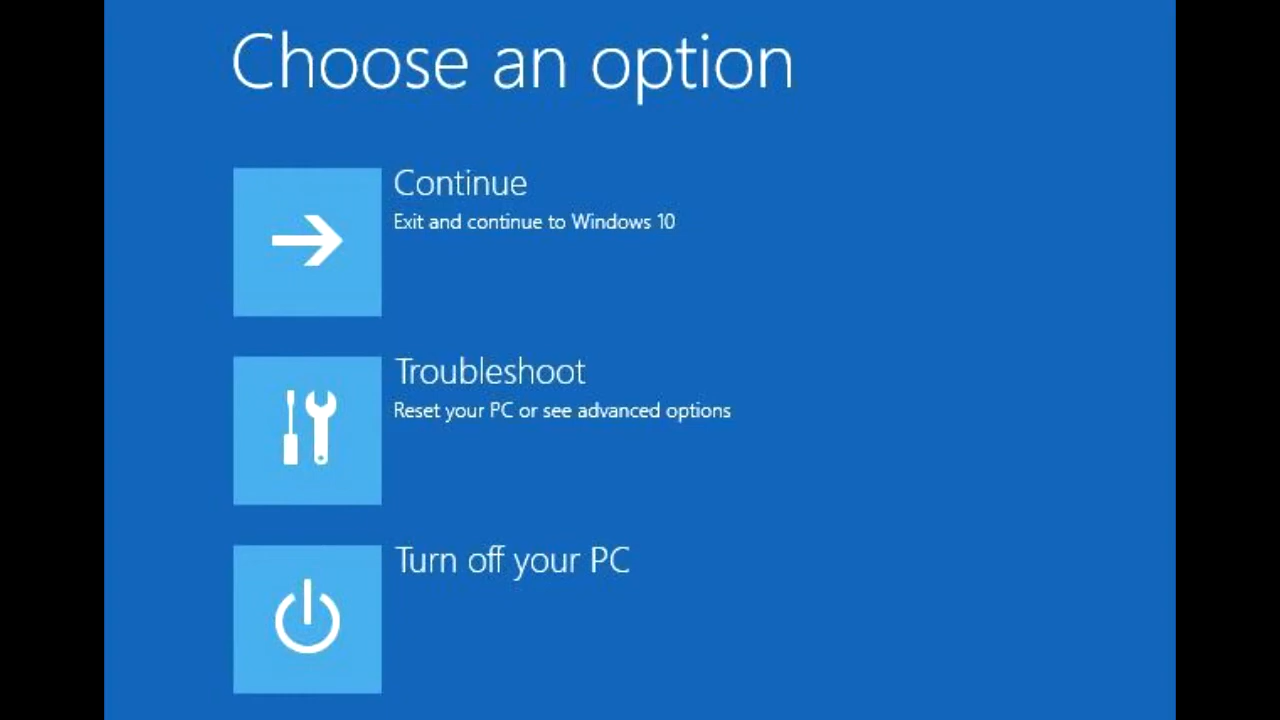 Choose an option
Continue
Exit and continue to Windows 10
Troubleshoot
Reset your PC or see advanced options
Turn off your PC